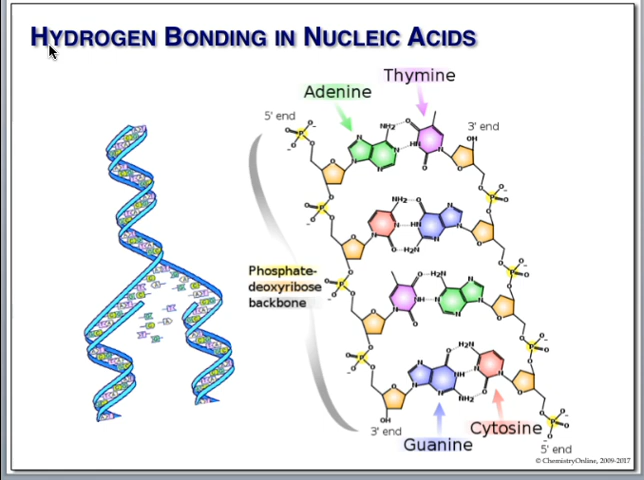 HYDROGEN BONDING IN NUCLEIC ACIDS
Thymine
Adenine
5' end
3' end
Phosphate-
deoxyribose
backbone
3' end
Cytosine
Guanine
5' end
© ChemistryOnline, 2009-2017